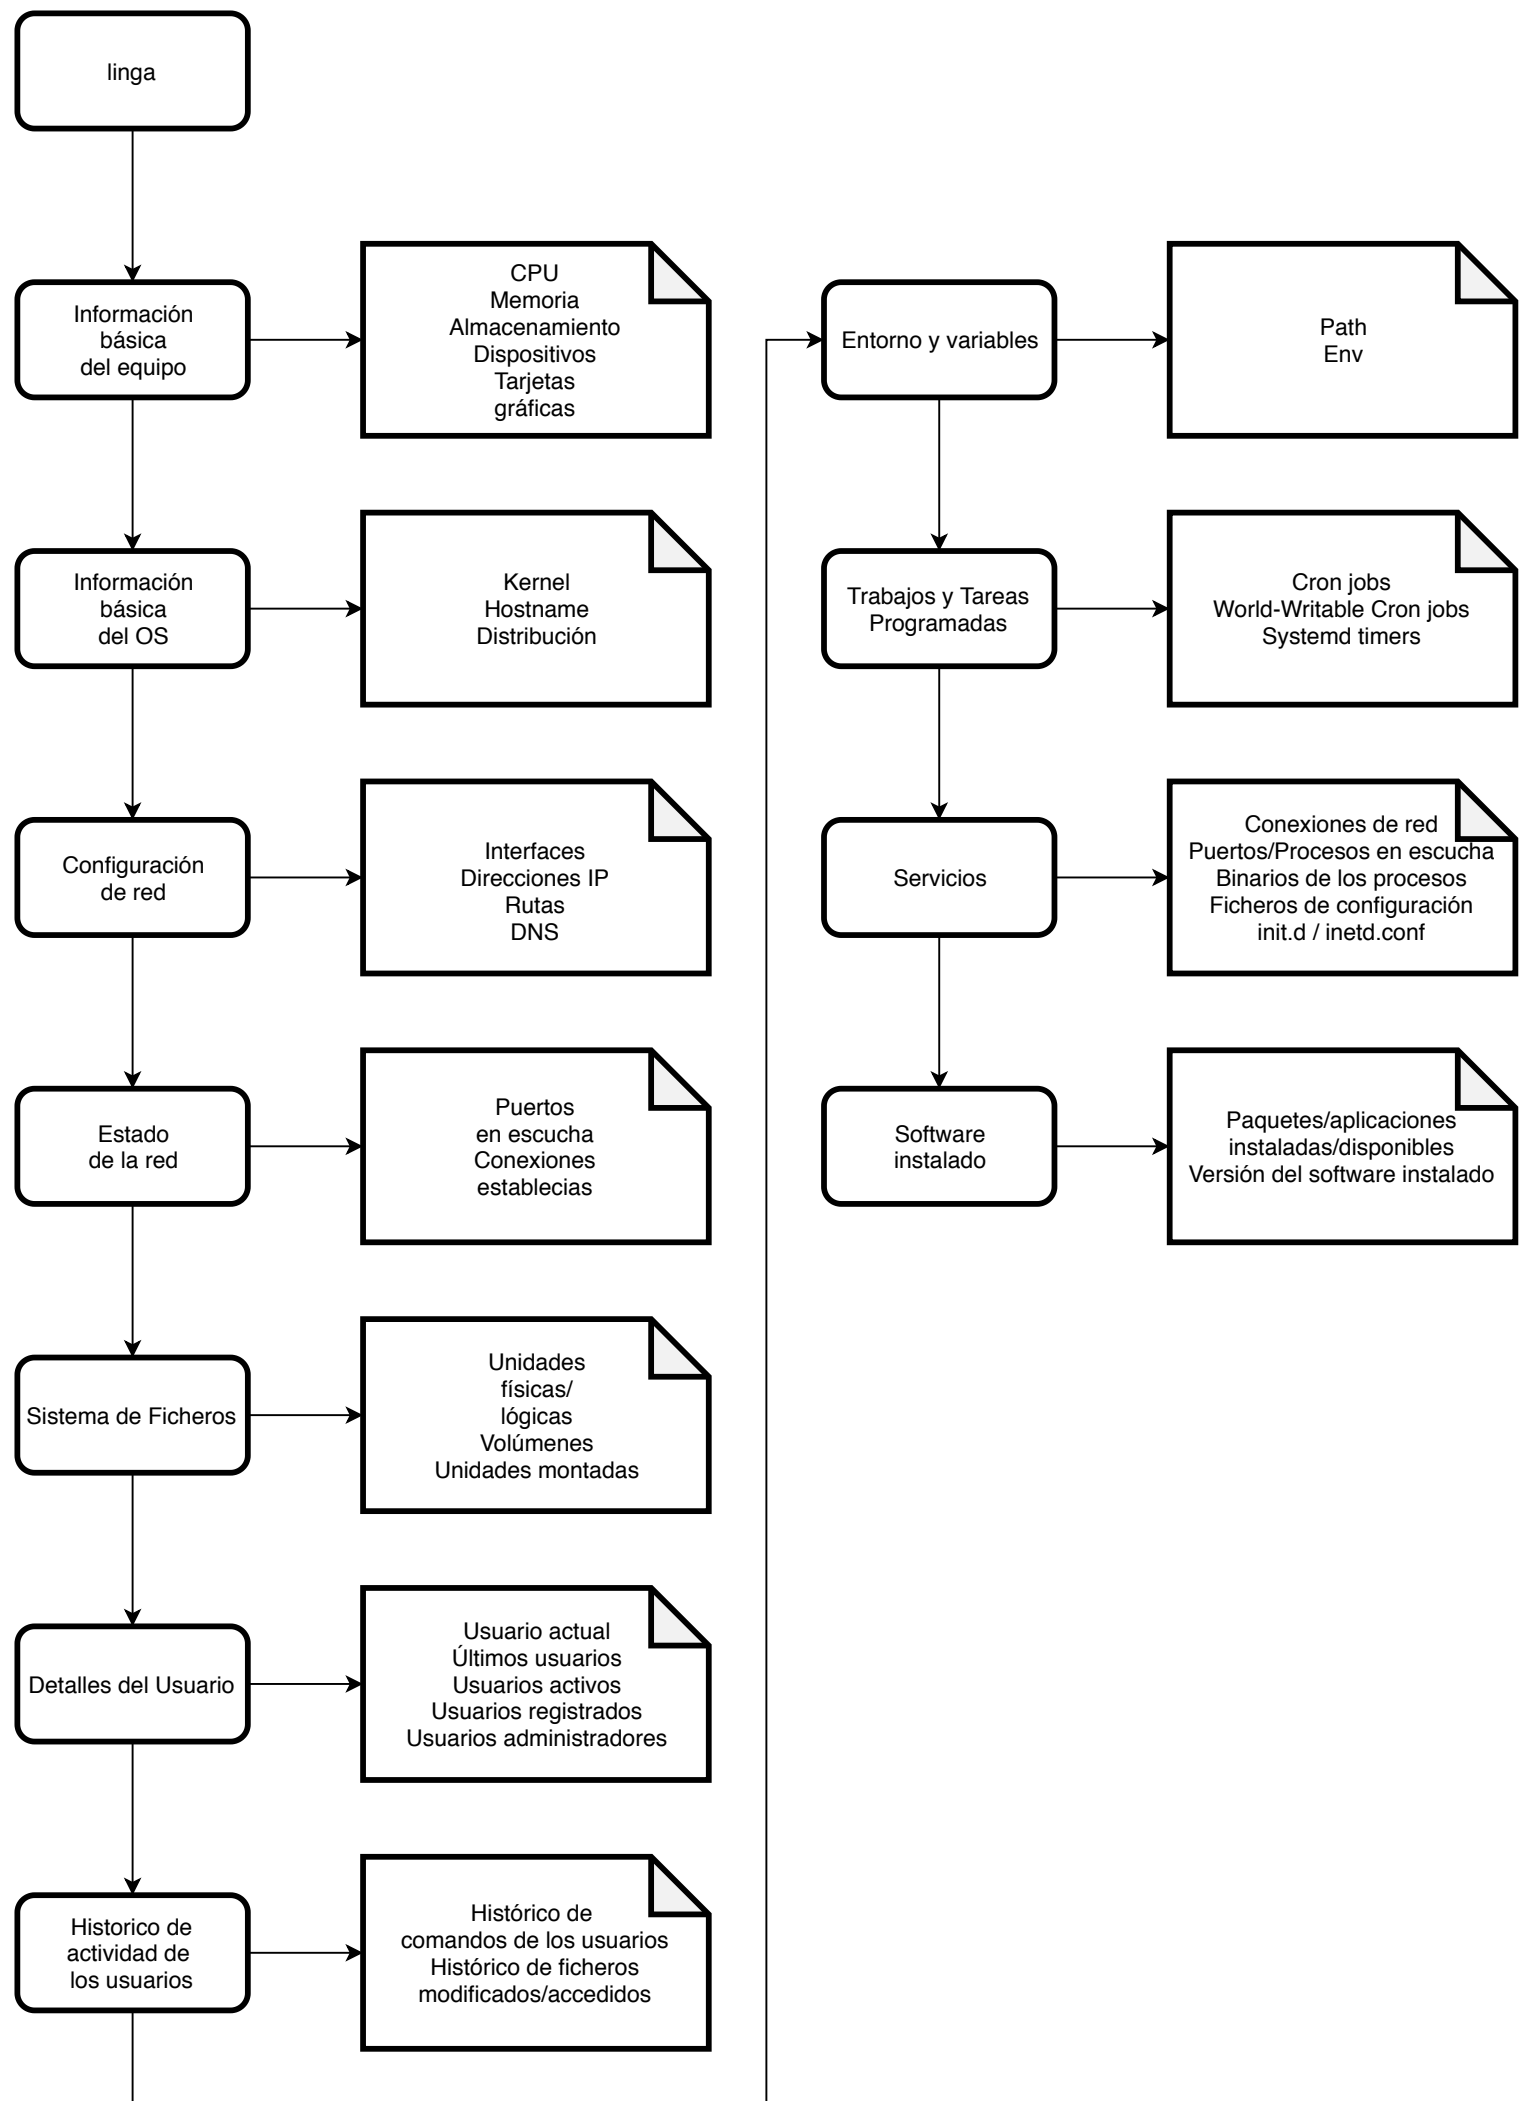 linga
Información
básica
del equipo
CPU
Memoria
Almacenamiento
Dispositivos
Tarjetas
gráficas
Información
básica
del OS
Kernel
Hostname
Distribución
Configuración
de red
Interfaces
Direcciones IP
Rutas
DNS
Estado
de la red
Puertos
en escucha
Conexiones
establecias
Sistema de Ficheros
Unidades
físicas/
lógicas
Volúmenes
Unidades montadas
Detalles del Usuario
Usuario actual
Últimos usuarios
Usuarios activos
Usuarios registrados
Usuarios administradores
Historico de
actividad de
los usuarios
Histórico de
comandos de los usuarios
Histórico de ficheros
modificados/accedidos
Entorno y variables
Path
Env
Trabajos y Tareas
Programadas
Cron jobs
World-Writable Cron jobs
Systemd timers
Servicios
Conexiones de red
Puertos/Procesos en escucha
Binarios de los procesos
Ficheros de configuración
init.d / inetd.conf
Software
instalado
Paquetes/aplicaciones
instaladas/disponibles
Versión del software instalado